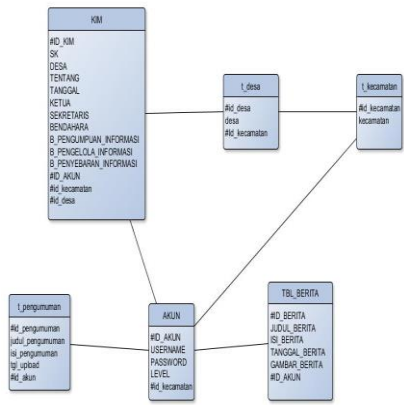 KIM
#ID_KIM
SK
DESA
TENTANG
TANGGAL
KETUA
SEKRETARIS
BENDAHARA
B_PENGUMPUAN_INFORMASI
B_PENGELOLA_INFORMASI
B_PENYEBARAN_INFORMASI
#ID_AKUN
#id_kecamatan
#id_desa
t_desa
#id_desa
desa
#Id_kecamatan
t_kecamatan
#id_kecamatan
kecamatan
t_pengumuman
#id_pengumuman
judul_pengumuman
isi_pengumuman
tgl_upload
#id_akun
AKUN
#ID_AKUN
USERNAME
PASSWORD
LEVEL
#id_kecamatan
TBL_BERITA
#ID_BERITA
JUDUL_BERITA
ISI_BERITA
TANGGAL_BERITA
GAMBAR_BERITA
#ID_AKUN